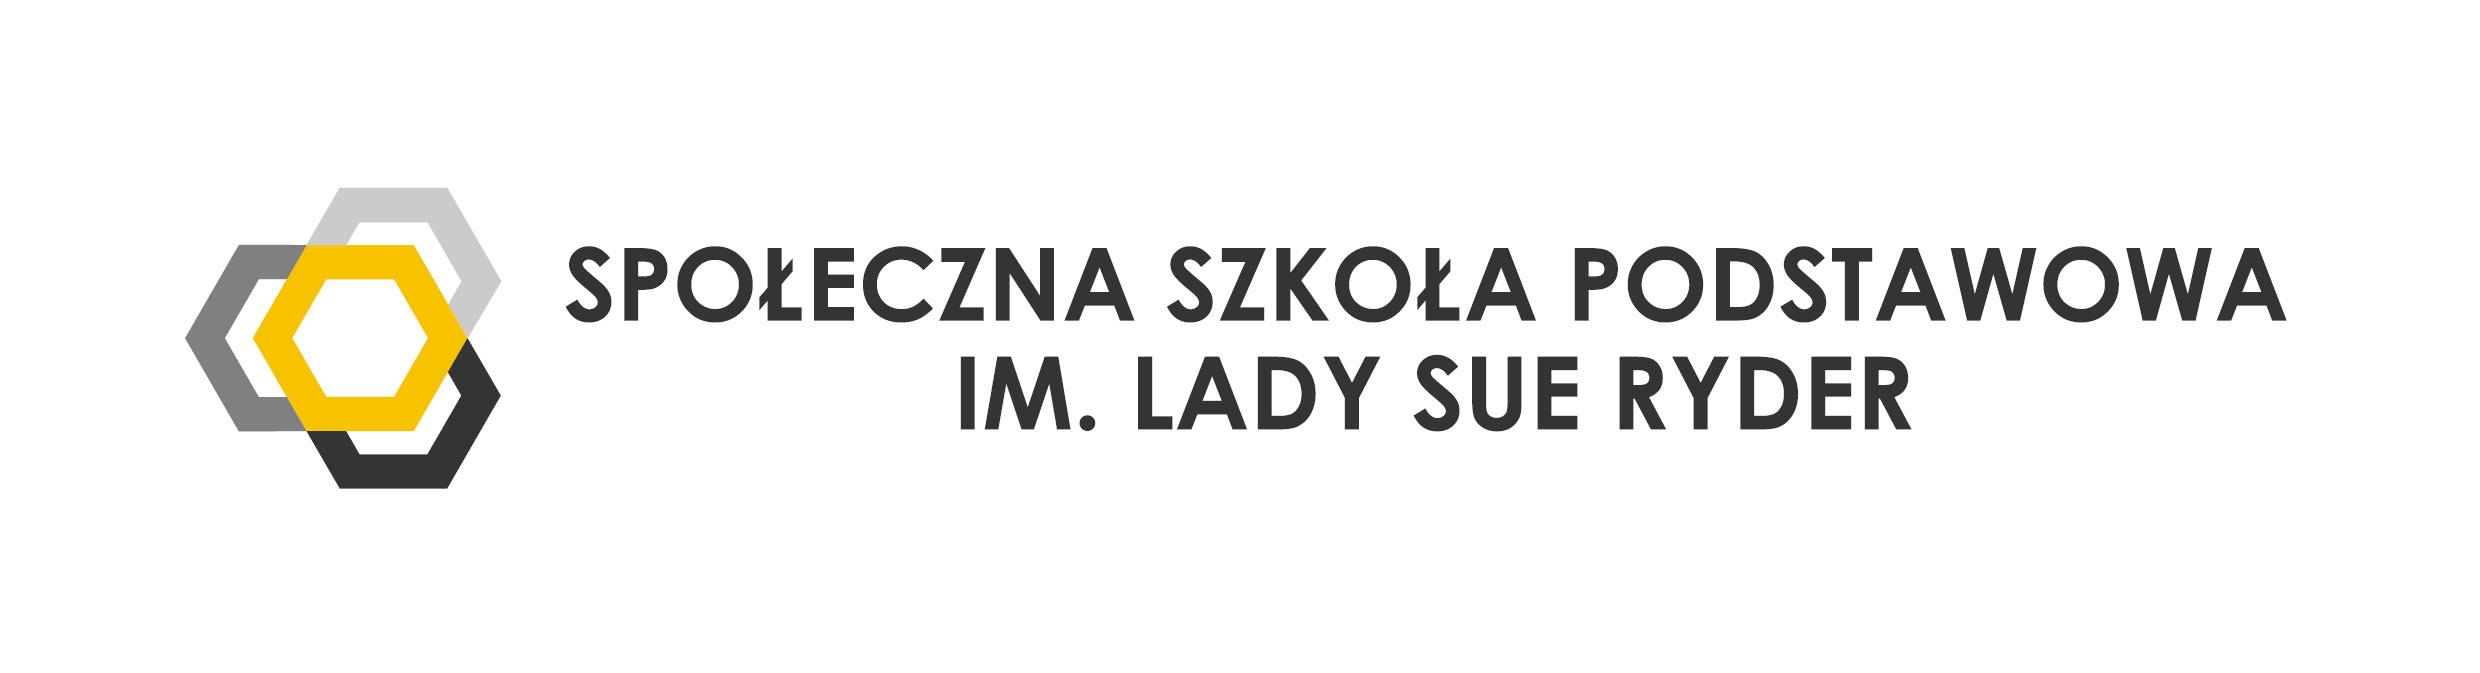 SPOŁECZNA SZKOŁA PODSTAWOWA
IM. LADY SUE RYDER